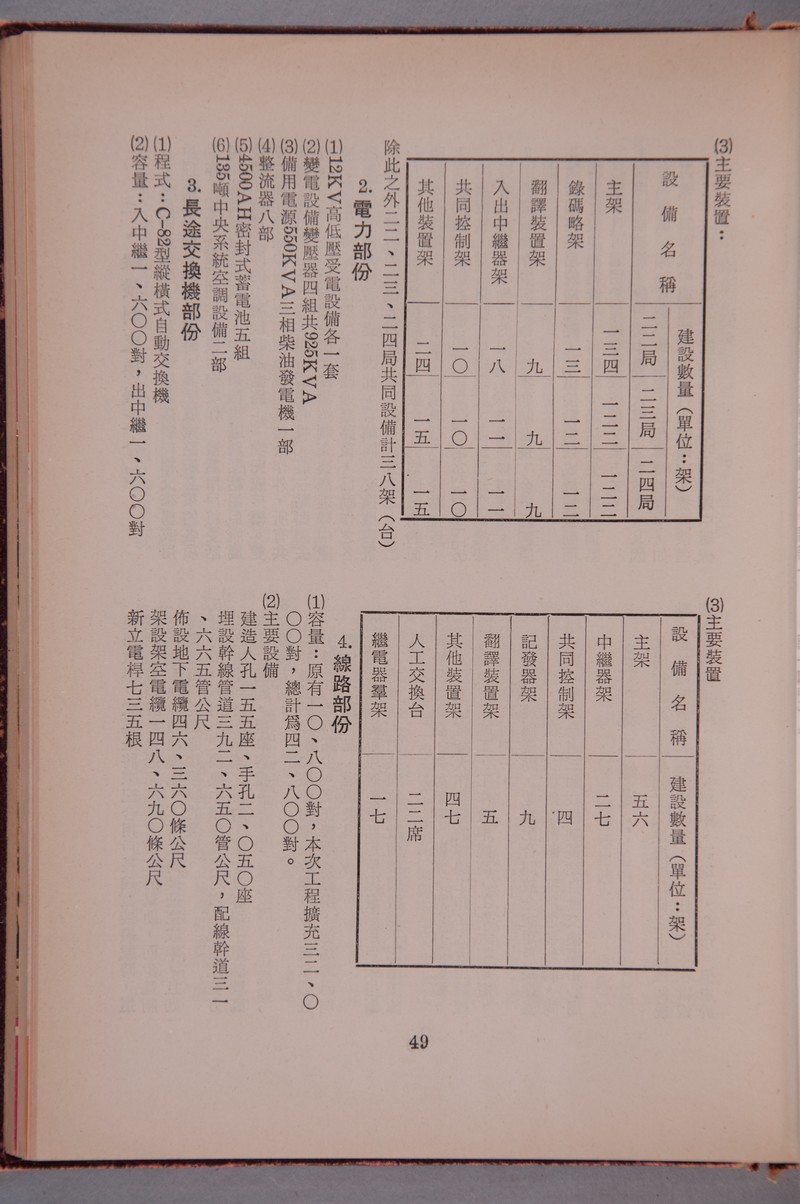 (3)主要裝置：
設備名稱
建設數量（單位：架）
二二局 二三局 二四局
主架 一三四 一二二 一二二
錄碼略架 一三 一二 一二
翻譯裝置架 九 九 九
入出中繼器架 一八 一一 一一
共同控制架 一〇 一〇 一〇
其他裝置架 二四 一五 一五
除此之外二二、二三、二四局共同設備計三八架（台）
2.電力部份
(1)12KV高低壓受電設備各一套
(2)變電設備變壓器四組共925KVA
(3)備用電源550KVA三相柴油發電機一部
(4)整流器八部
(5)4500AH密封式蓄電池五組
(6)135噸中央系統空調設備二部
3.長途交換機部份
(1)程式：C—82型縱橫式自動交換機
(2)容量：入中繼一、六〇〇對，出中繼一、六〇〇對
(3)主要裝置
設備名稱 建設數量（單位：架）
主架 五六
中繼器架 二七
共同控制架 四
記發器架 九
翻譯裝置架 五
其他裝置架 四七
人工交換台 二二席
繼電器羣架 一七
4.線路部份
(1)容量：原有一〇、八〇〇對，本次工程擴充三二、〇
〇〇對，總計爲四二、八〇〇對。
(2)主要設備
建造人孔一五五座、手孔二、〇五〇座
埋設幹線管道三九二、六五〇管公尺，配線幹道三一
、六六五管公尺
佈設地下電纜四六、三六〇條公尺
架設架空電纜一四八、六九〇條公尺
新立電桿七三五根
49